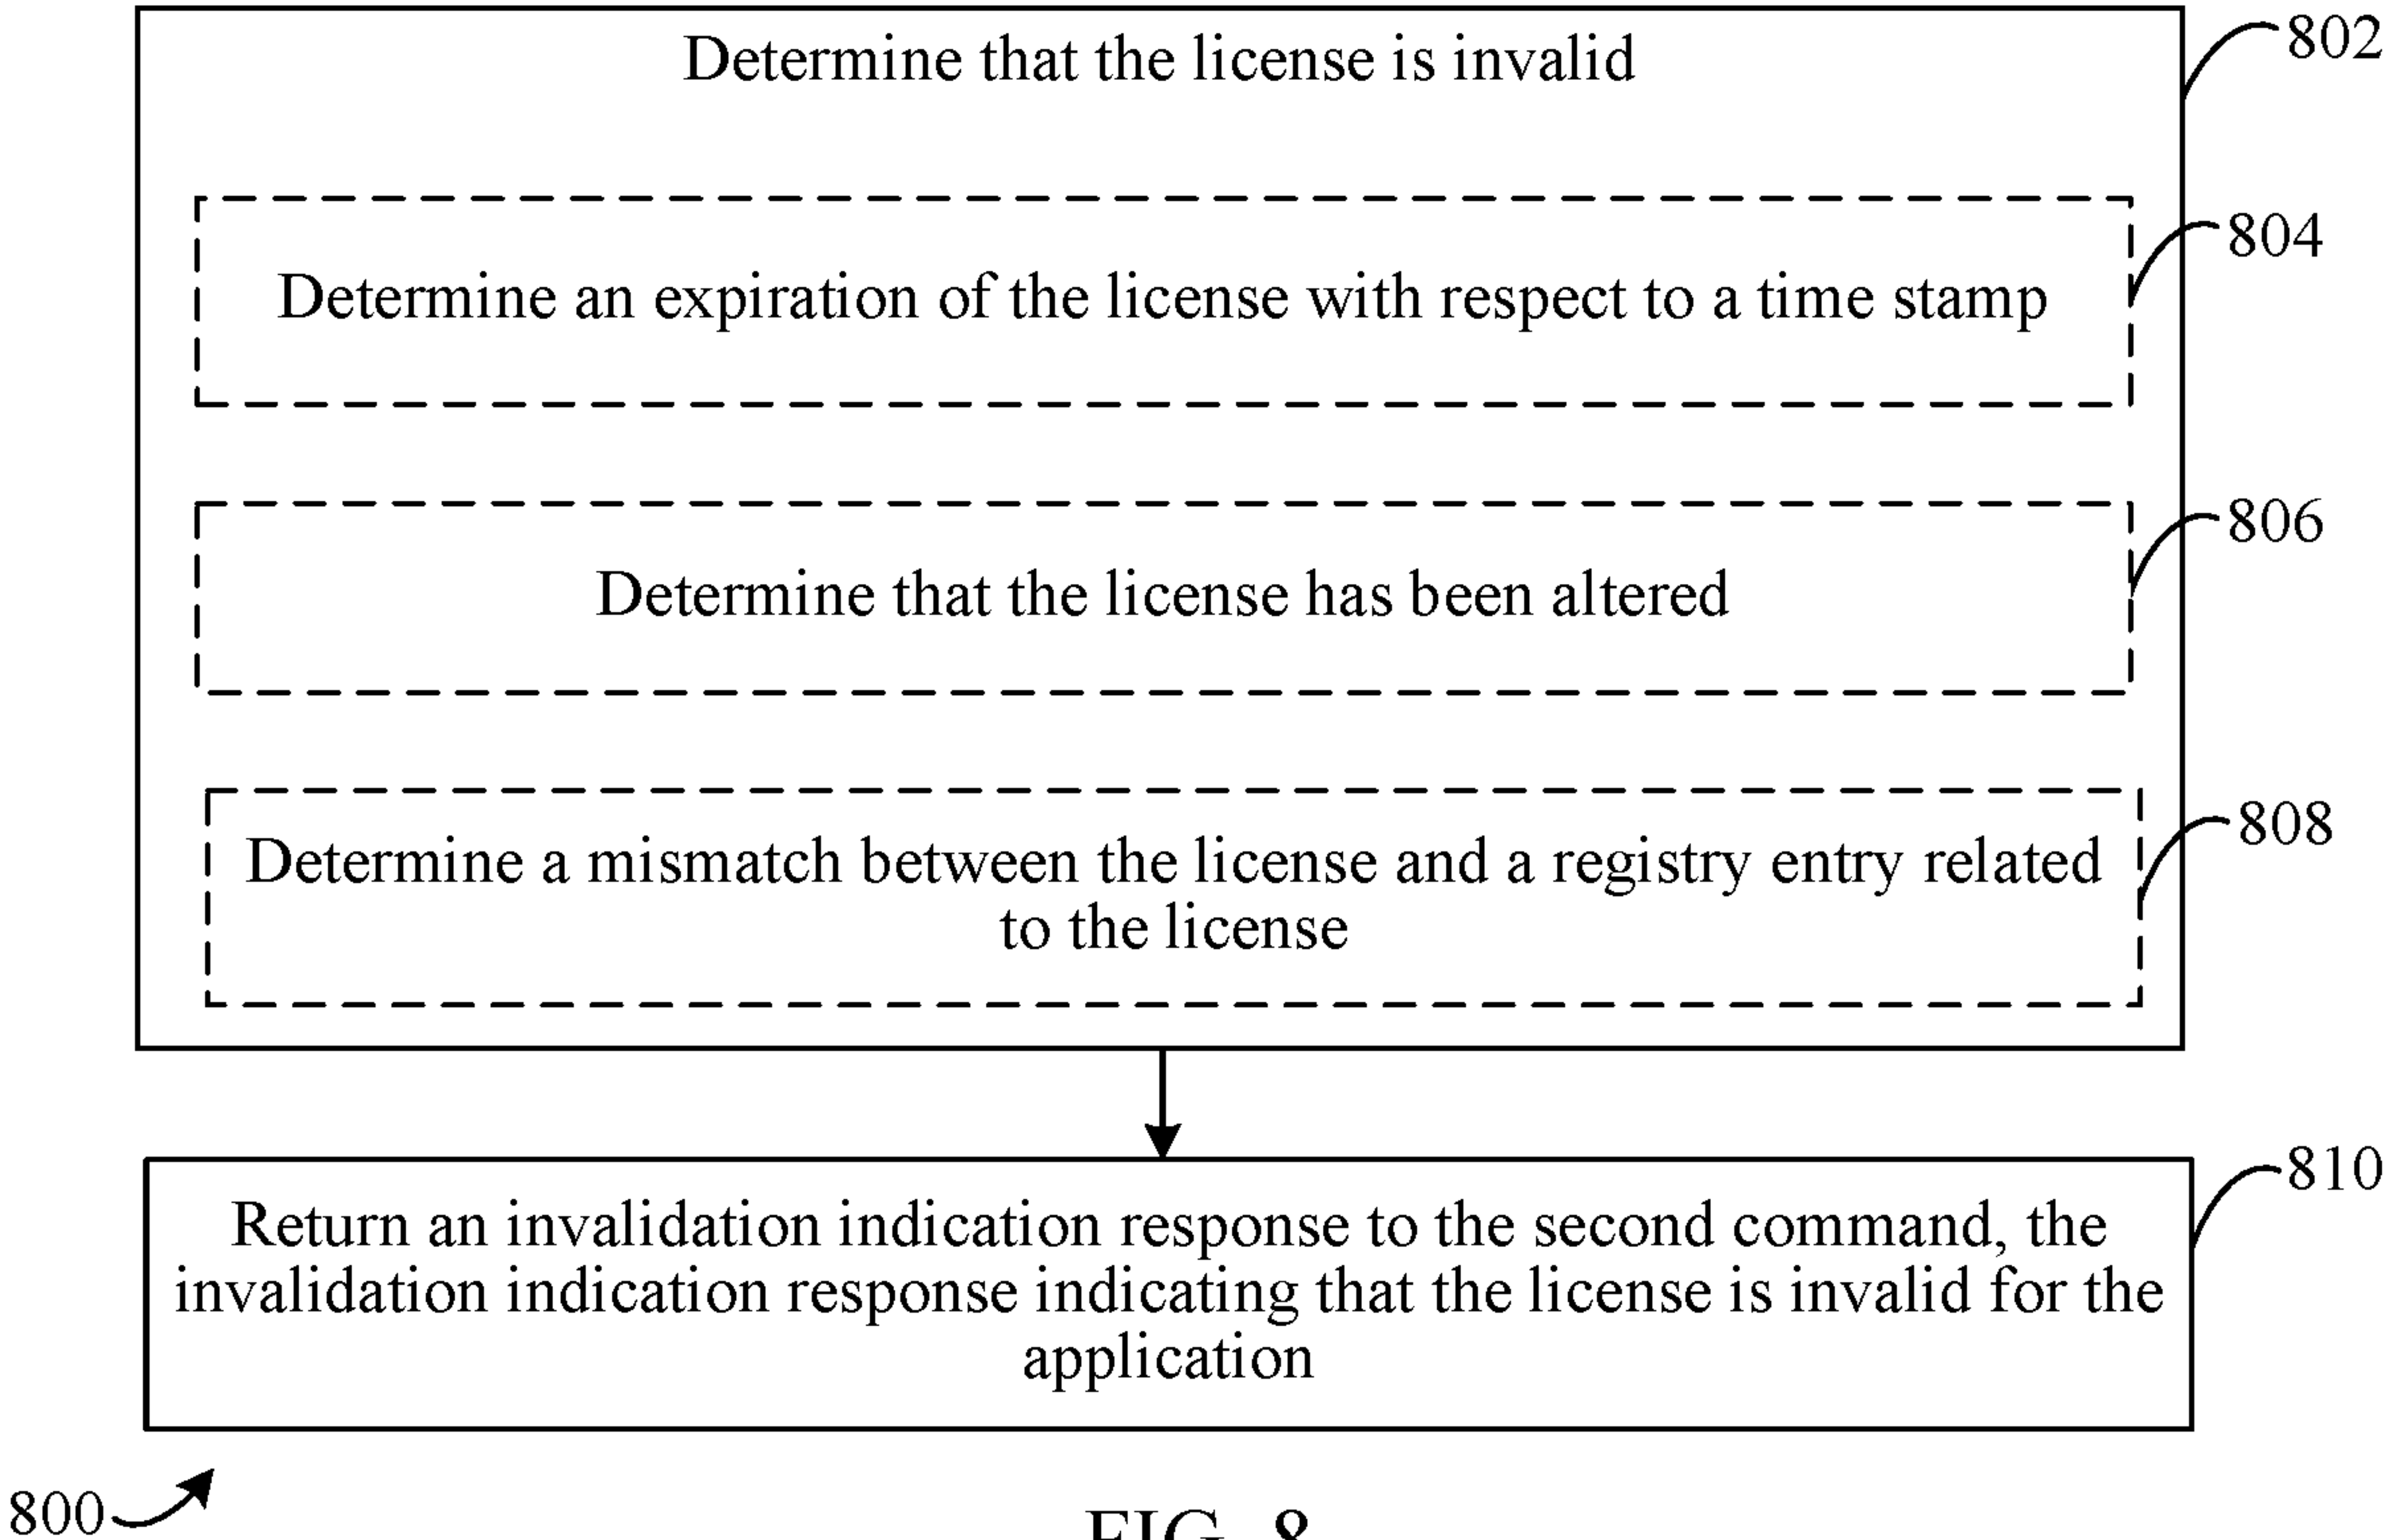 Determine that the license is invalid
802
804
Determine an expiration of the license with respect to a time stamp
806
Determine that the license has been altered
808
Determine a mismatch between the license and a registry entry related
to the license
810
Return an invalidation indication response to the second command, the
invalidation indication response indicating that the license is invalid for the
application
800
FIG. 8